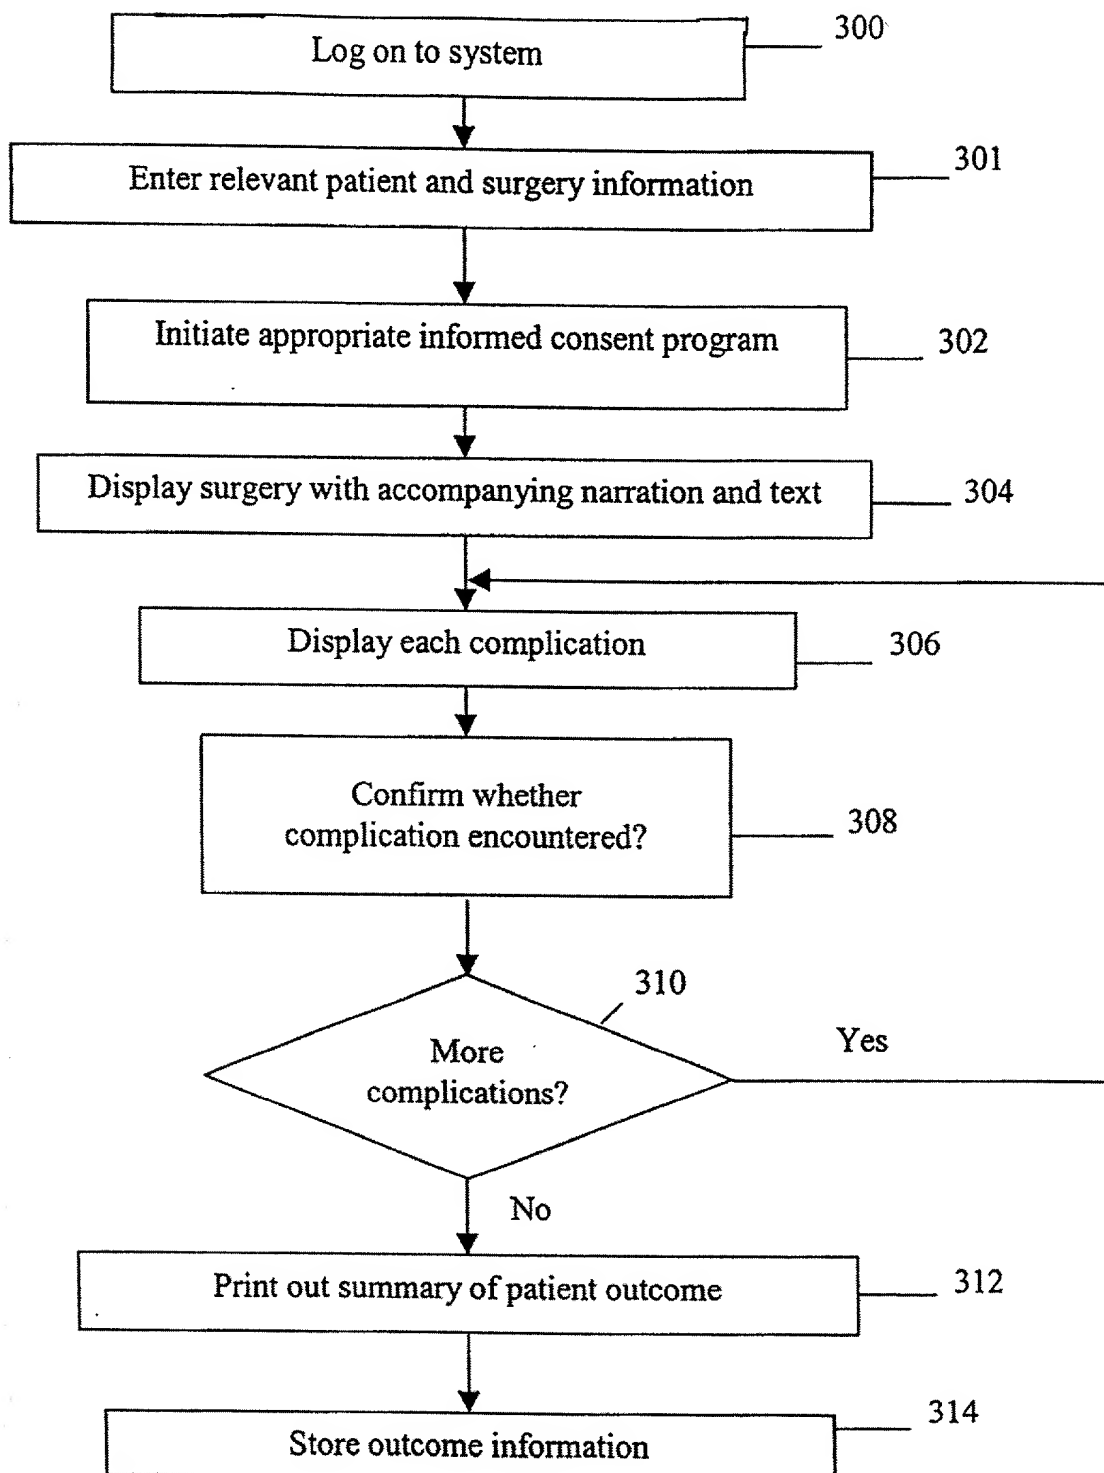 Log on to system
300
Enter relevant patient and surgery information
301
Initiate appropriate informed consent program
302
Display surgery with accompanying narration and text
304
Display each complication
306
Confirm whether
complication encountered?
308
310
More
complications?
Yes
No
Print out summary of patient outcome
312
Store outcome information
314